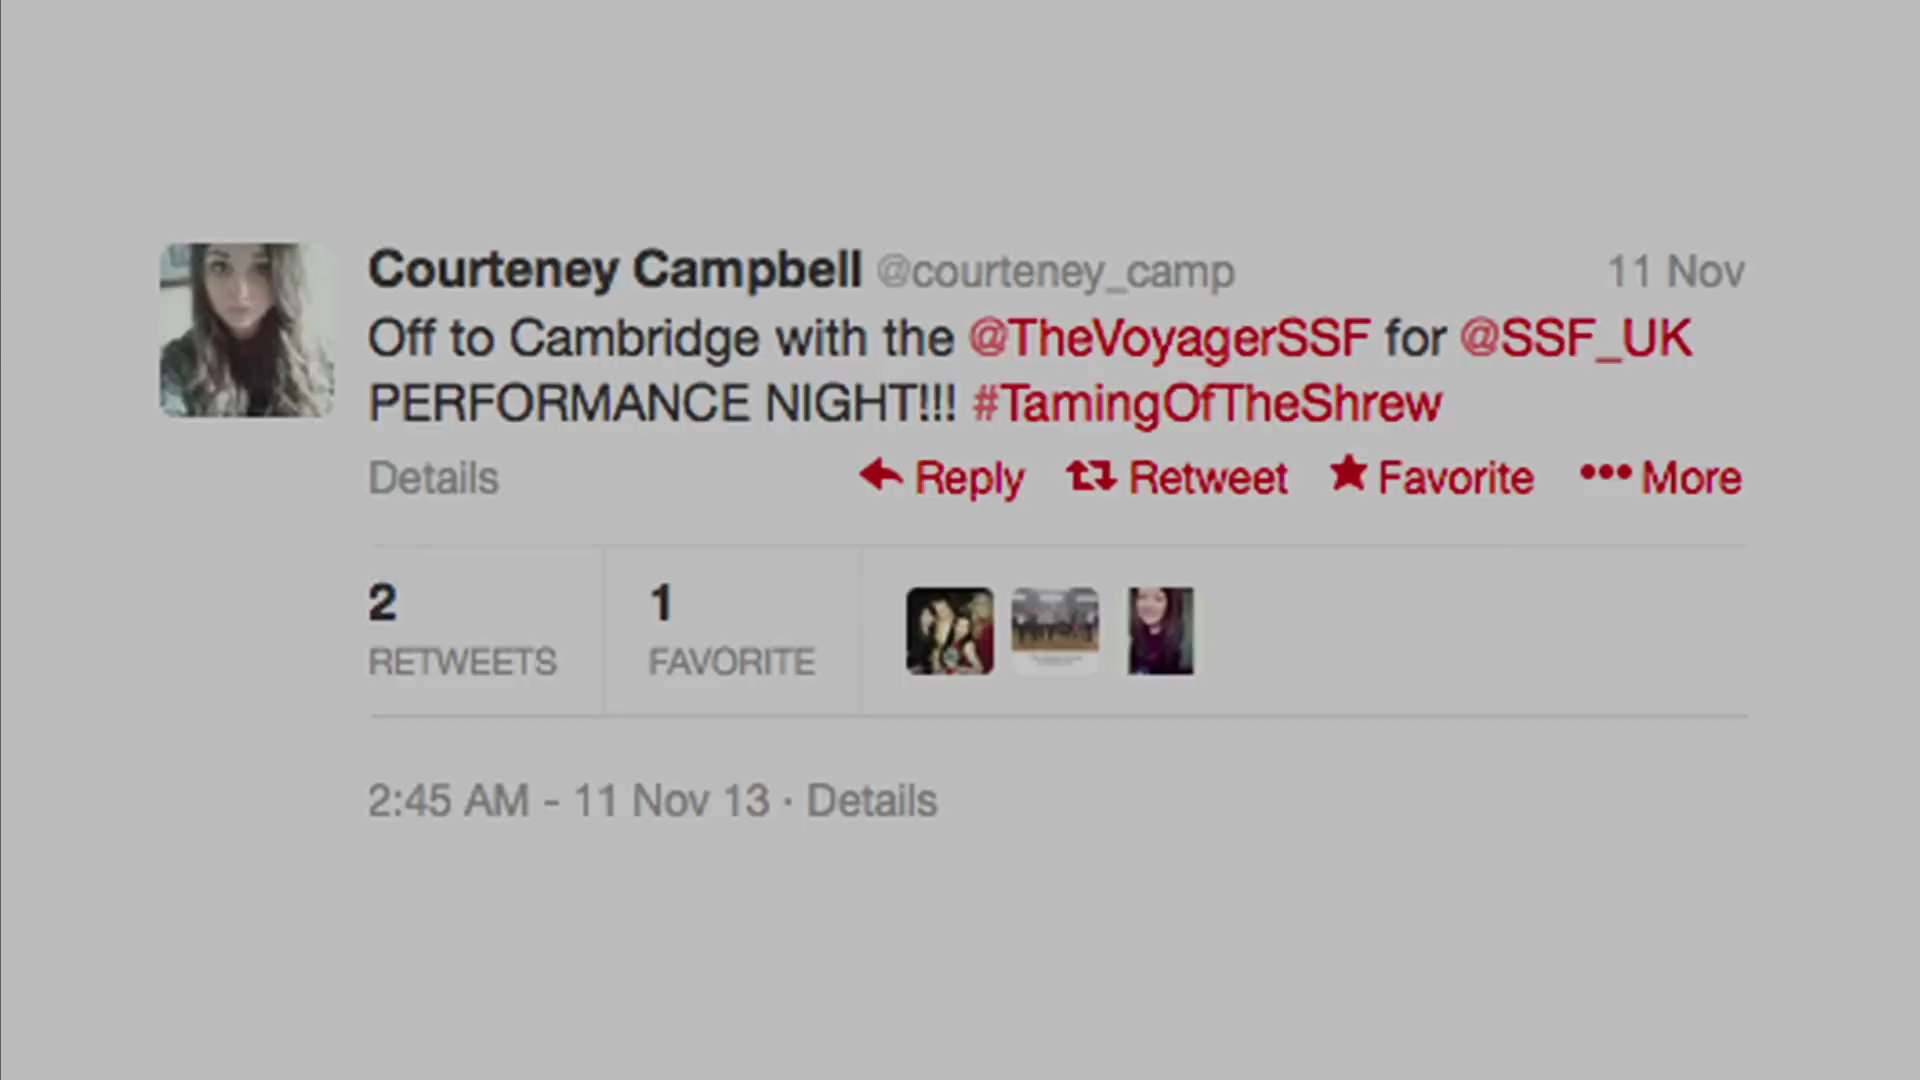 Courteney Campbell @courteney_camp 11 Nov
Off to Cambridge with the @TheVoyagerSSF for @SSF_UK
PERFORMANCE NIGHT!!! #TamingOfTheShrew
Details Reply Retweet Favorite More
2 1
RETWEETS FAVORITE
2:45 AM - 11 Nov 13 · Details